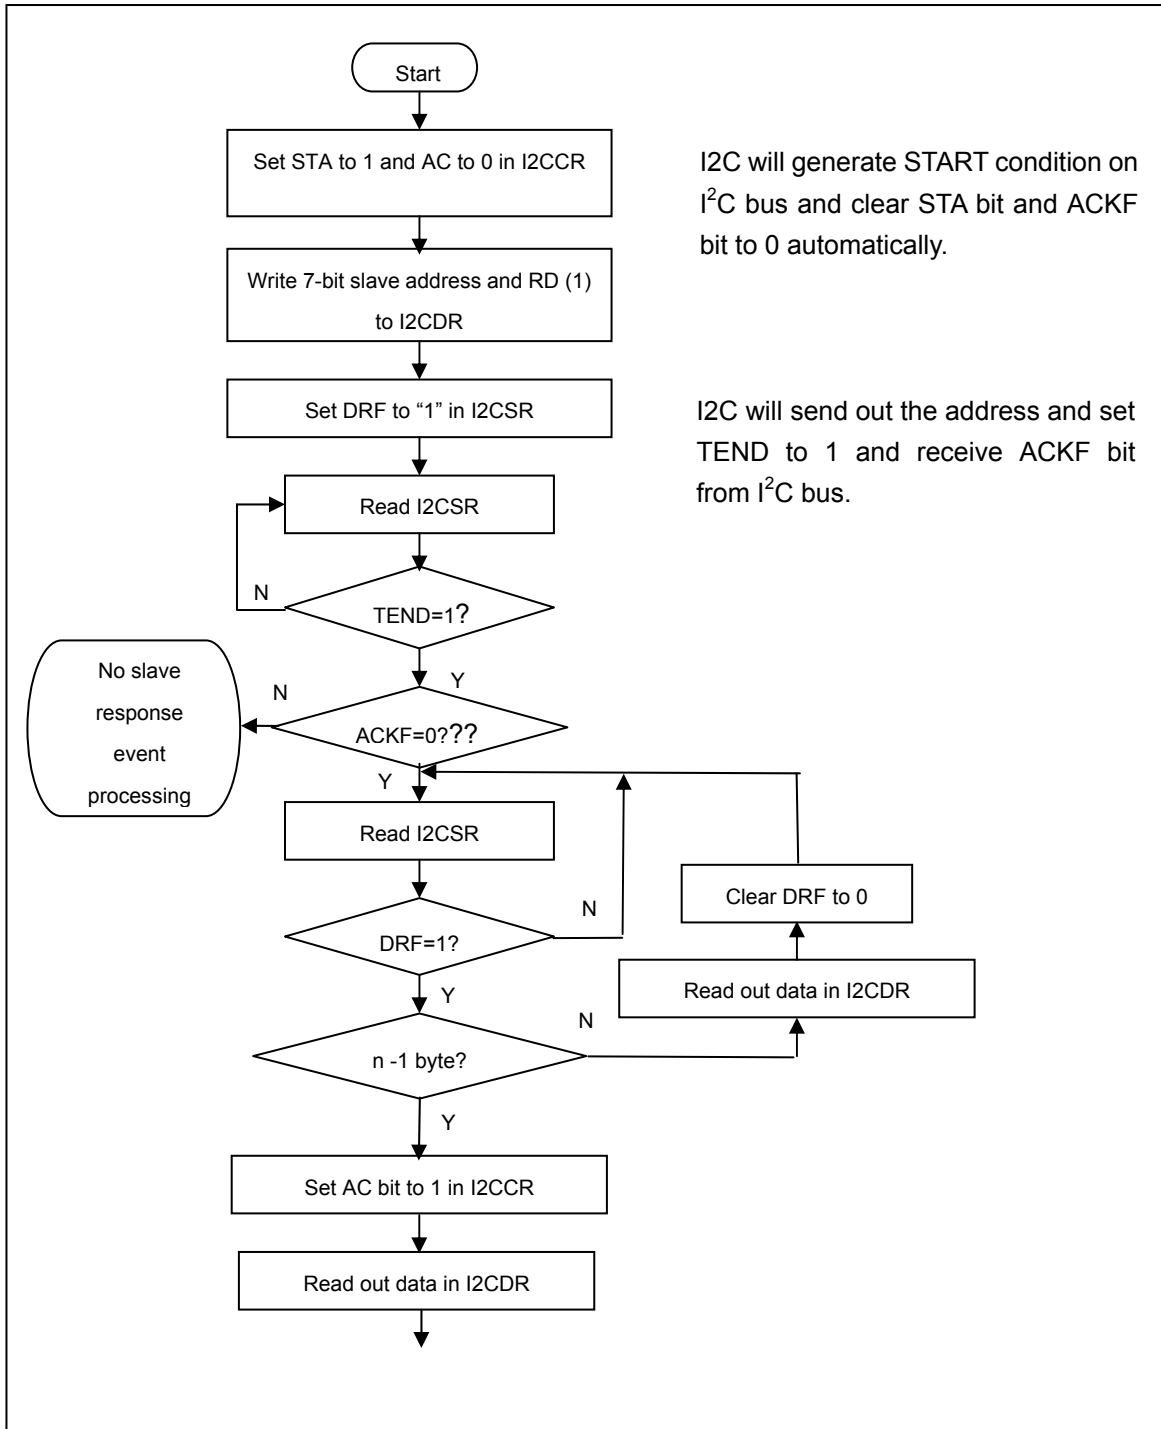 Start
Set STA to 1 and AC to 0 in I2CCR
I2C will generate START condition on
I²C bus and clear STA bit and ACKF
bit to 0 automatically.
Write 7-bit slave address and RD (1)
to I2CDR
Set DRF to “1” in I2CSR
I2C will send out the address and set
TEND to 1 and receive ACKF bit
from I²C bus.
Read I2CSR
N
TEND=1?
Y
No slave
response
event
processing
N
ACKF=0???
Y
Read I2CSR
Clear DRF to 0
N
DRF=1?
Read out data in I2CDR
Y
N
n -1 byte?
Y
Set AC bit to 1 in I2CCR
Read out data in I2CDR